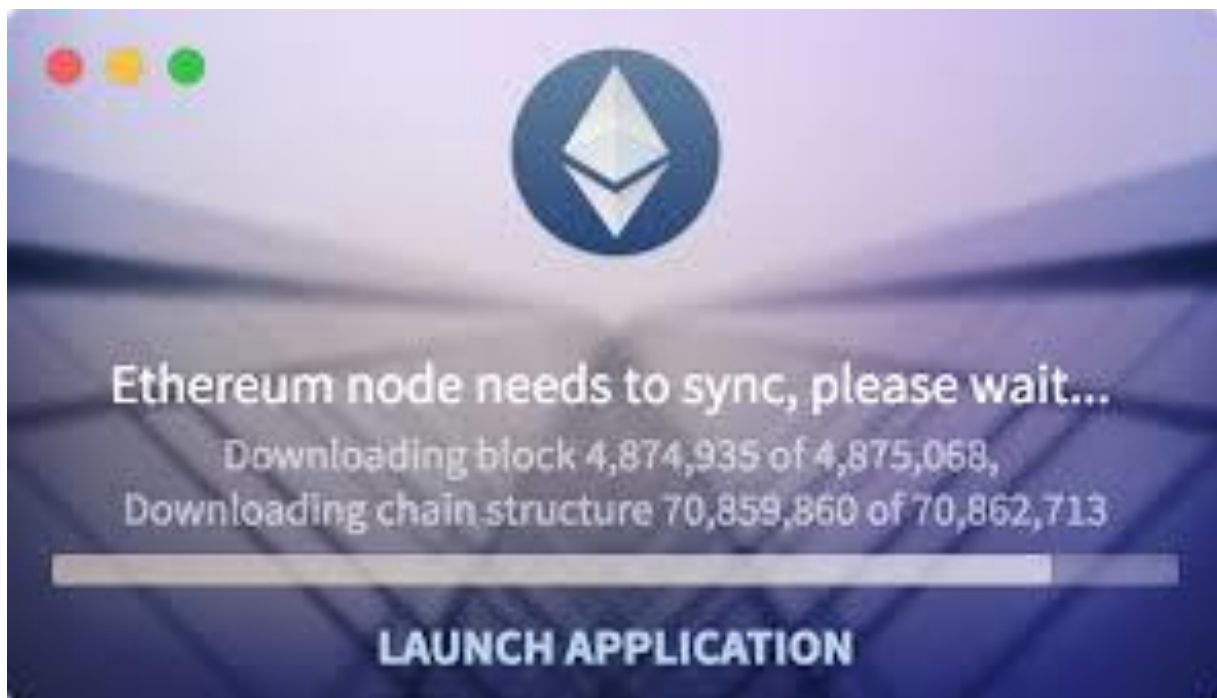 Ethereum node needs to sync, please wait...
Downloading block 4,874,935 of 4,875,068,
Downloading chain structure 70,859,860 of 70,862,713
LAUNCH APPLICATION